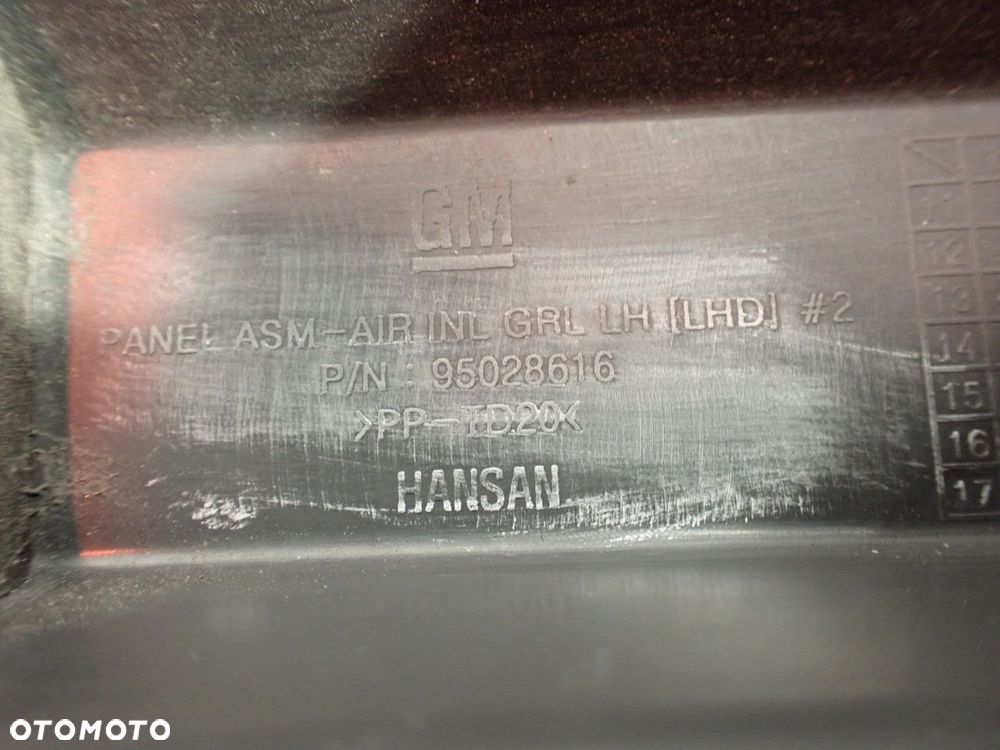 GM
PANEL ASM-AIR INL GRL LH [LHD] #2
P/N : 95028616
>PP-TD20<
HANSAN
11
12
13
14
15
16
17
OTOMOTO